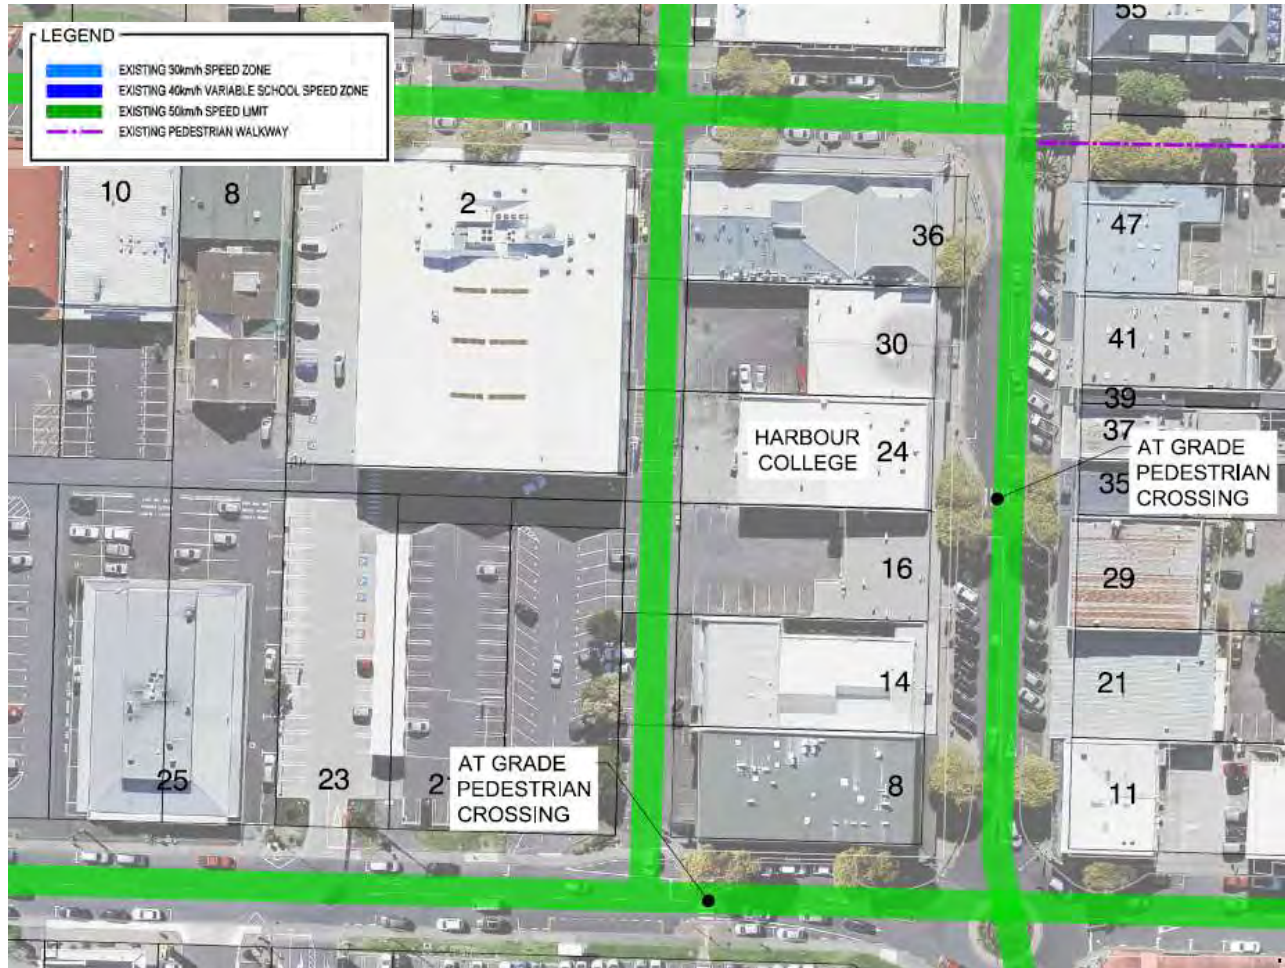 LEGEND
EXISTING 30km/h SPEED ZONE
EXISTING 40km/h VARIABLE SCHOOL SPEED ZONE
EXISTING 50km/h SPEED LIMIT
EXISTING PEDESTRIAN WALKWAY
55
10
8
2
36
47
30
41
39
HARBOUR
COLLEGE
24
37
35
AT GRADE
PEDESTRIAN
CROSSING
16
29
14
21
AT GRADE
PEDESTRIAN
CROSSING
25
23
2
8
11